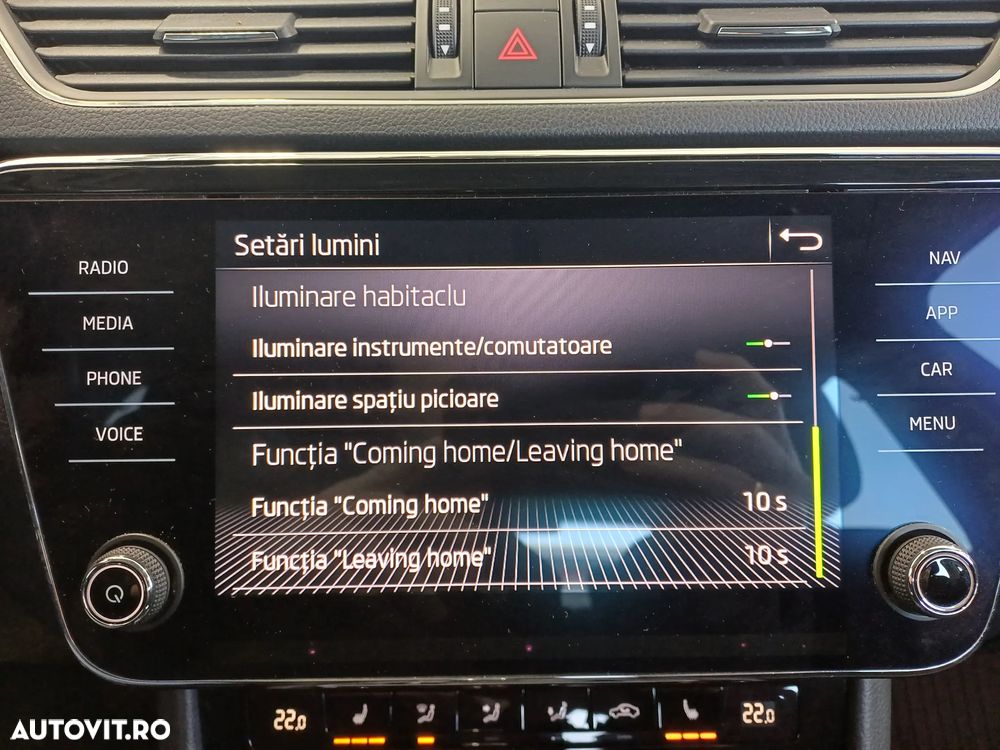 Setări lumini
RADIO
MEDIA
PHONE
VOICE
Iluminare habitaclu
Iluminare instrumente/comutatoare
Iluminare spațiu picioare
Funcția "Coming home/Leaving home"
Funcția "Coming home" 10 s
Funcția "Leaving home" 10 s
NAV
APP
CAR
MENU
22.0
22.0
AUTOVIT.RO